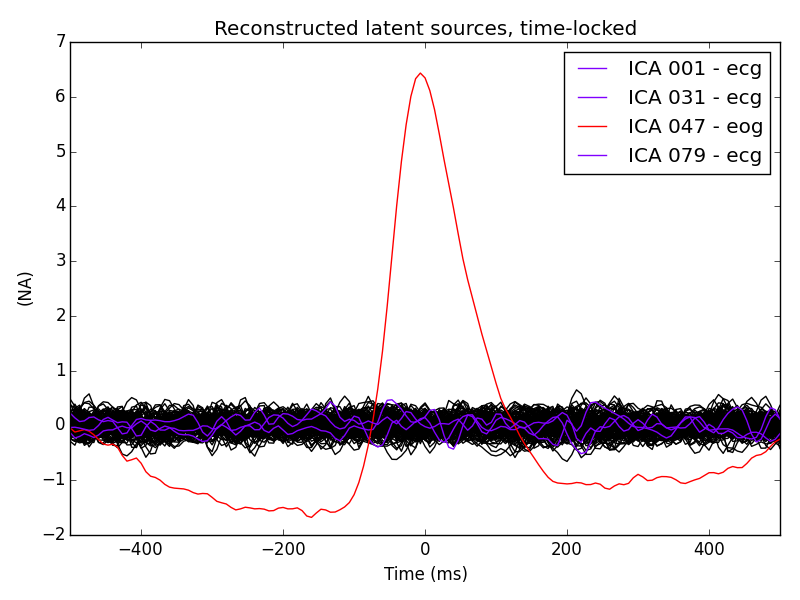 Reconstructed latent sources, time-locked
7
6
5
4
3
2
1
0
−1
−2
(NA)
ICA 001 - ecg
ICA 031 - ecg
ICA 047 - eog
ICA 079 - ecg
−400 −200 0 200 400
Time (ms)